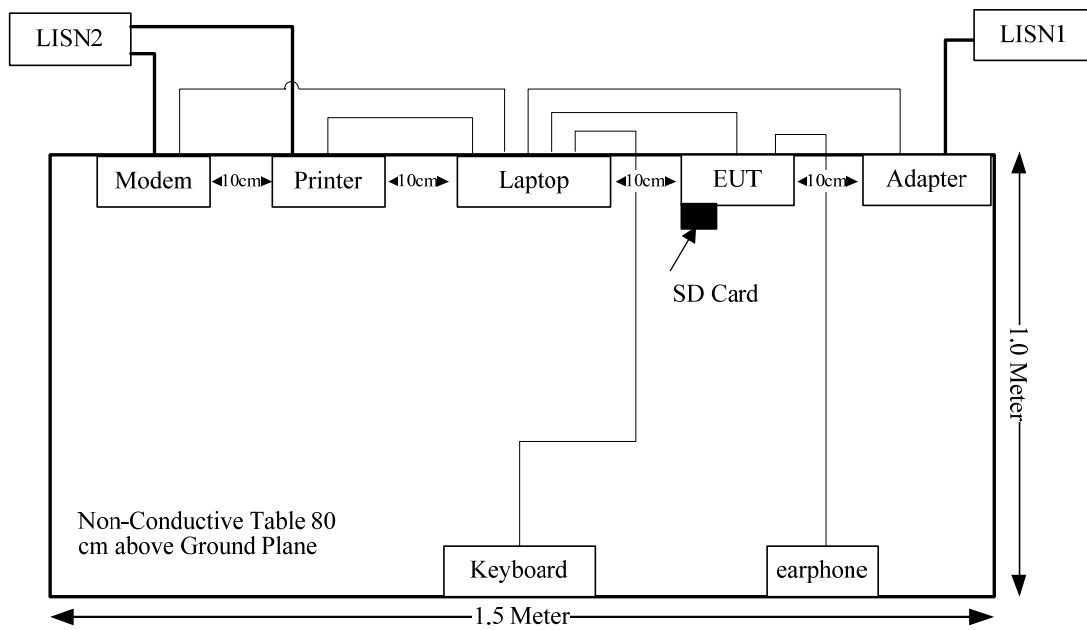 LISN2
LISN1
Modem
10cm
Printer
10cm
Laptop
10cm
EUT
10cm
Adapter
SD Card
1.0 Meter
Non-Conductive Table 80
cm above Ground Plane
Keyboard
earphone
1.5 Meter